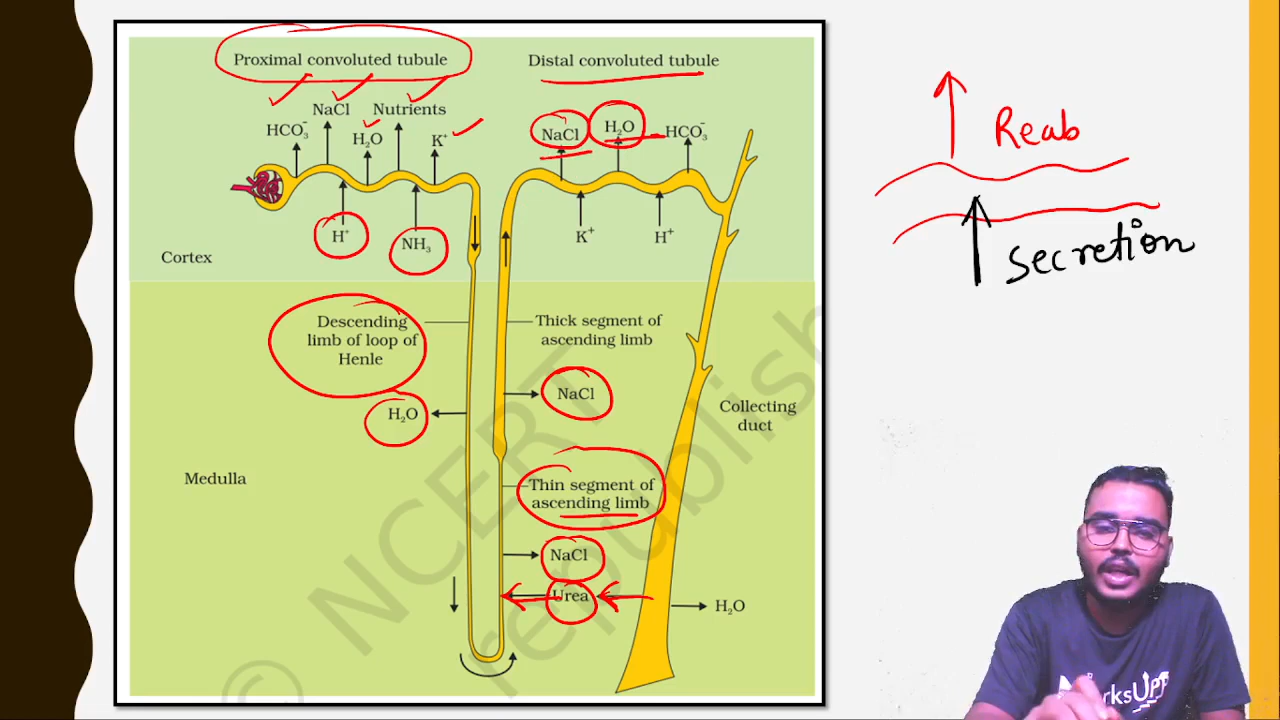 Proximal convoluted tubule
Distal convoluted tubule
HCO₃⁻
NaCl
H₂O
Nutrients
K⁺
H⁺
NH₃
NaCl
H₂O
HCO₃⁻
K⁺
H⁺
Cortex
Descending
limb of loop of
Henle
H₂O
Thick segment of
ascending limb
NaCl
Collecting
duct
Medulla
Thin segment of
ascending limb
NaCl
Urea
H₂O
© NCERT
republish
Reab
Secretion